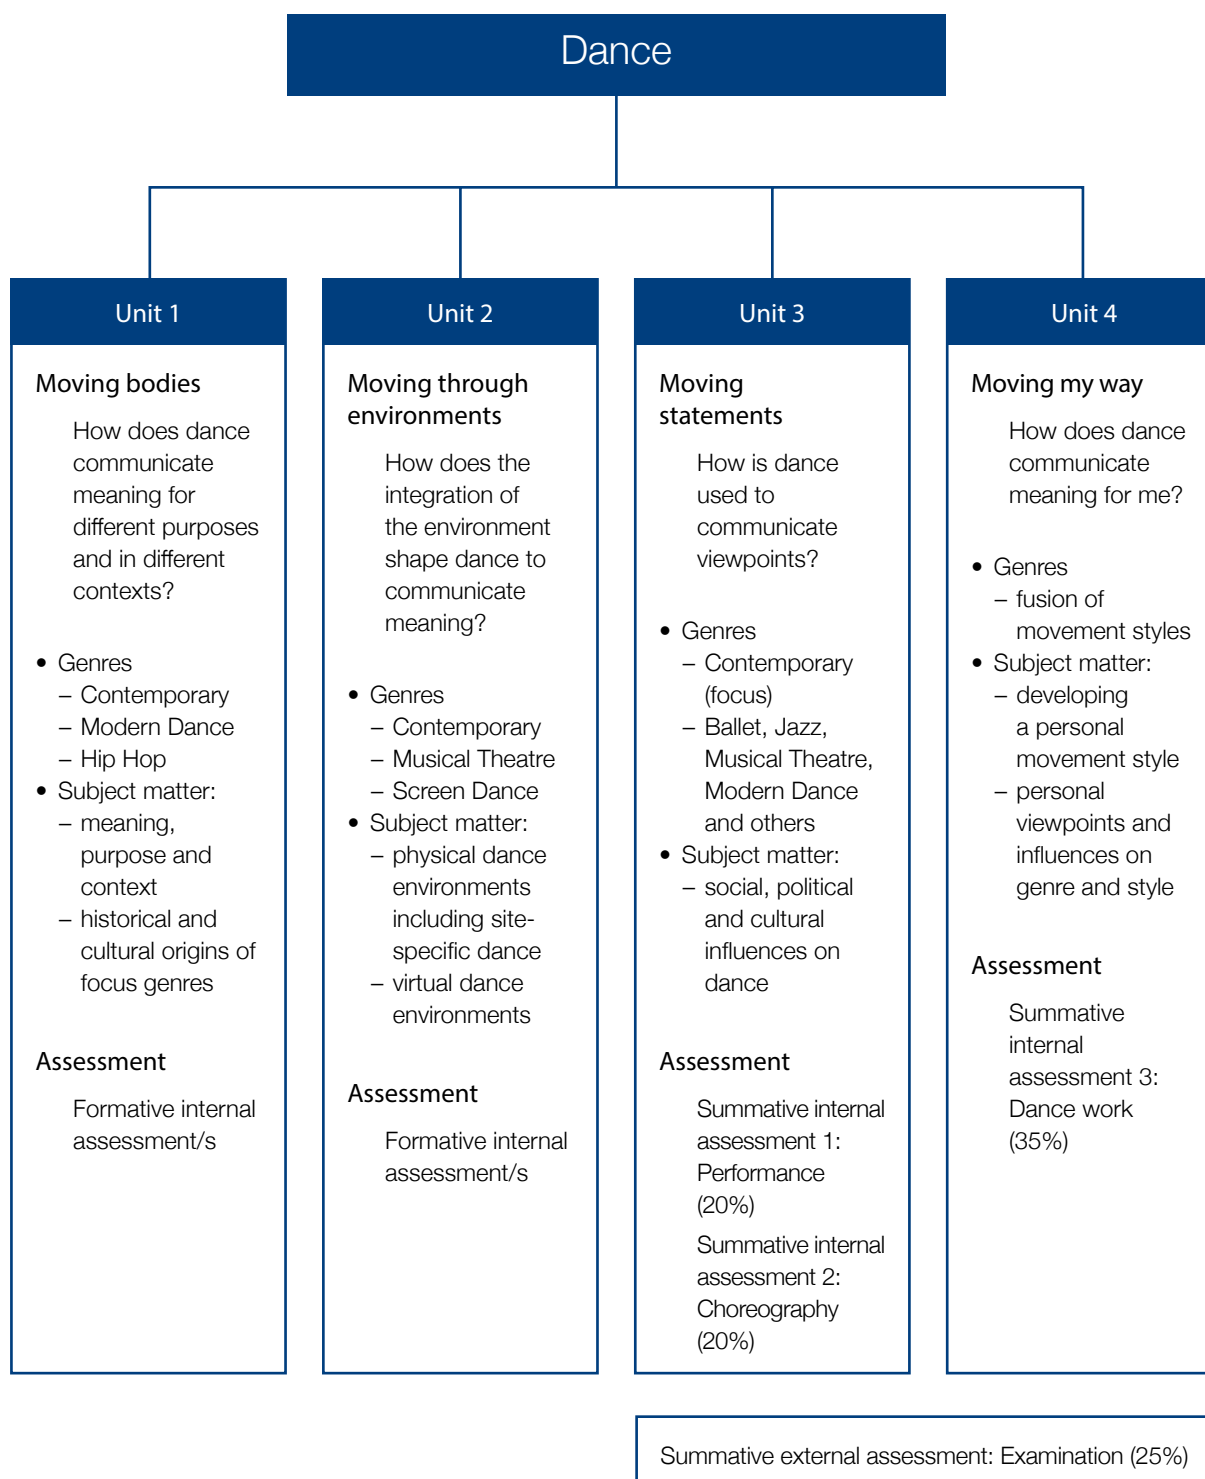 Dance
Unit 1
Moving bodies
How does dance
communicate
meaning for
different purposes
and in different
contexts?
• Genres
– Contemporary
– Modern Dance
– Hip Hop
• Subject matter:
– meaning,
purpose and
context
– historical and
cultural origins of
focus genres
Assessment
Formative internal
assessment/s
Unit 2
Moving through
environments
How does the
integration of
the environment
shape dance to
communicate
meaning?
• Genres
– Contemporary
– Musical Theatre
– Screen Dance
• Subject matter:
– physical dance
environments
including site-
specific dance
– virtual dance
environments
Assessment
Formative internal
assessment/s
Unit 3
Moving
statements
How is dance
used to
communicate
viewpoints?
• Genres
– Contemporary
(focus)
– Ballet, Jazz,
Musical Theatre,
Modern Dance
and others
• Subject matter:
– social, political
and cultural
influences on
dance
Assessment
Summative internal
assessment 1:
Performance
(20%)
Summative internal
assessment 2:
Choreography
(20%)
Unit 4
Moving my way
How does dance
communicate
meaning for me?
• Genres
– fusion of
movement styles
• Subject matter:
– developing
a personal
movement style
– personal
viewpoints and
influences on
genre and style
Assessment
Summative
internal
assessment 3:
Dance work
(35%)
Summative external assessment: Examination (25%)